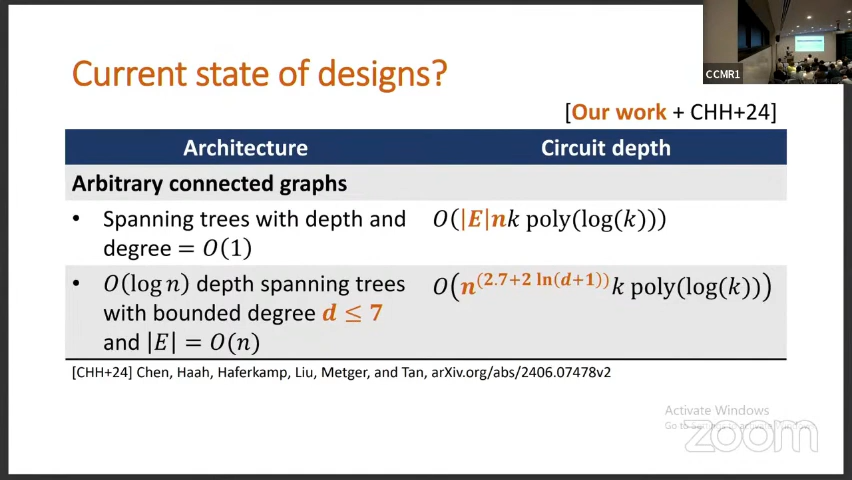 CCMR1
Current state of designs?
[Our work + CHH+24]
Architecture Circuit depth
Arbitrary connected graphs
• Spanning trees with depth and degree = O(1)
O(|E|nk poly(log(k)))
• O(log n) depth spanning trees with bounded degree d ≤ 7 and |E| = O(n)
O(n^(2.7+2 ln(d+1)) k poly(log(k)))
[CHH+24] Chen, Haah, Haferkamp, Liu, Metger, and Tan, arXiv.org/abs/2406.07478v2
Activate Windows
Go to
zoom